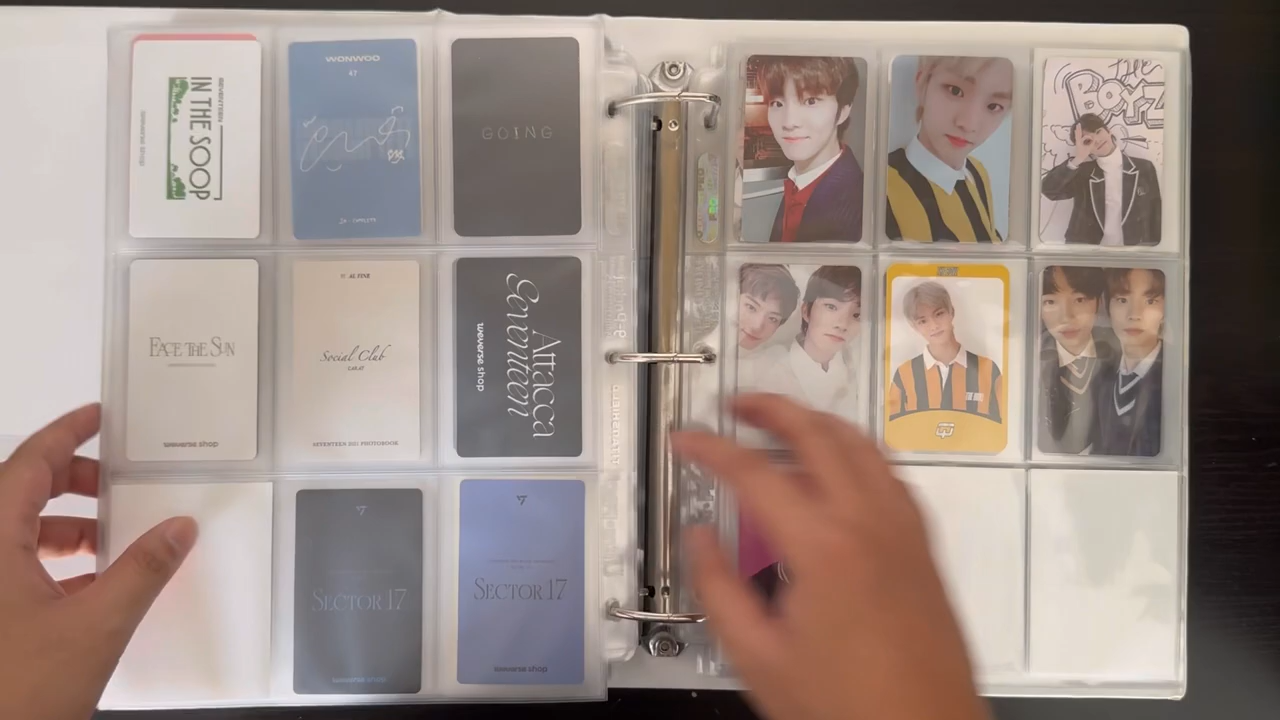 SEVENTEEN
IN THE SOOP
WONWOO
GOING
FACE THE SUN
weverse shop
AL FINE
Social Club
CARAT
SEVENTEEN 2021 PHOTOBOOK
Attacca
Seventeen
weverse shop
SECTOR 17
weverse shop
SECTOR 17
weverse shop
THE
BOYZ